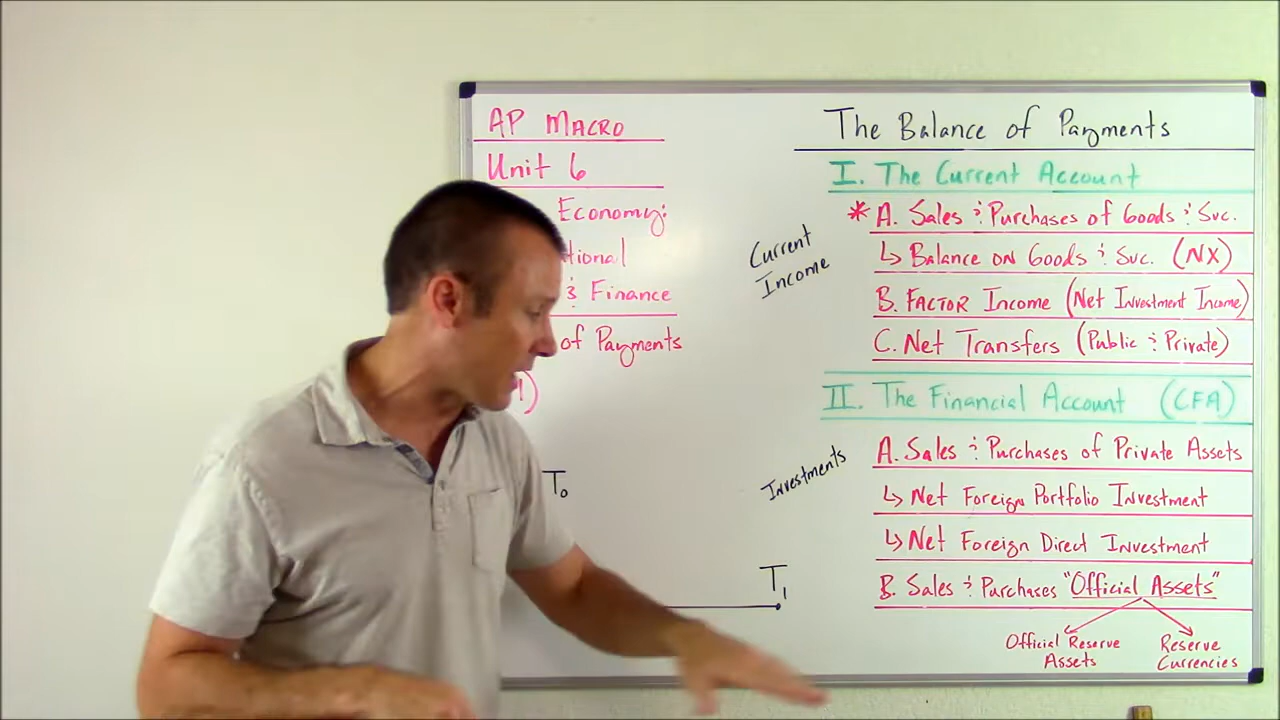 AP MACRO
Unit 6
Economy:
tional
& Finance
of Payments
1)
T0
T1
Current
Income
Investments
The Balance of Payments
I. The Current Account
* A. Sales & Purchases of Goods & Svc.
↳ Balance on Goods & Svc. (NX)
B. FACTOR Income (Net Investment Income)
C. Net Transfers (Public & Private)
II. The Financial Account (CFA)
A. Sales & Purchases of Private Assets
↳ Net Foreign Portfolio Investment
↳ Net Foreign Direct Investment
B. Sales & Purchases "Official Assets"
Official Reserve
Assets
Reserve
Currencies